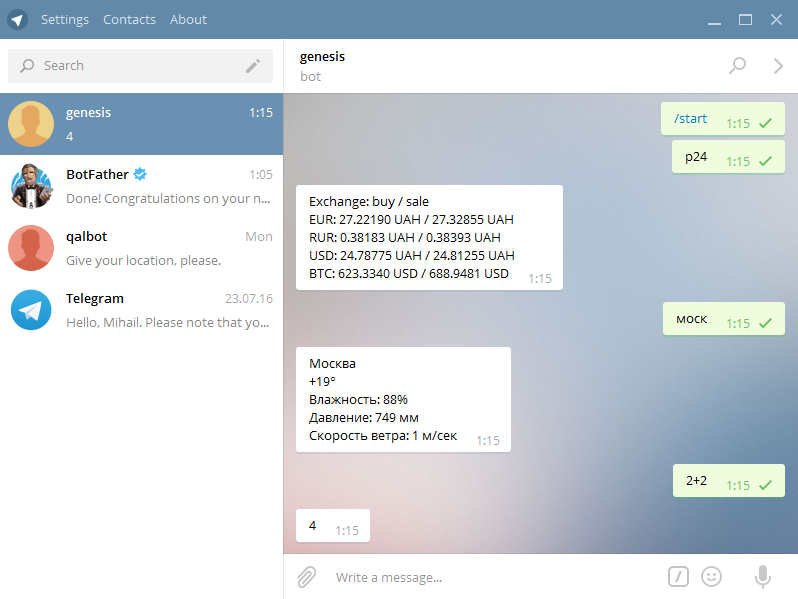 Settings Contacts About
Search
genesis 1:15
4
BotFather 1:05
Done! Congratulations on your n...
qalbot Mon
Give your location, please.
Telegram 23.07.16
Hello, Mihail. Please note that yo...
genesis
bot
/start 1:15
p24 1:15
Exchange: buy / sale
EUR: 27.22190 UAH / 27.32855 UAH
RUR: 0.38183 UAH / 0.38393 UAH
USD: 24.78775 UAH / 24.81255 UAH
BTC: 623.3340 USD / 688.9481 USD 1:15
моск 1:15
Москва
+19°
Влажность: 88%
Давление: 749 мм
Скорость ветра: 1 м/сек 1:15
2+2 1:15
4 1:15
Write a message...